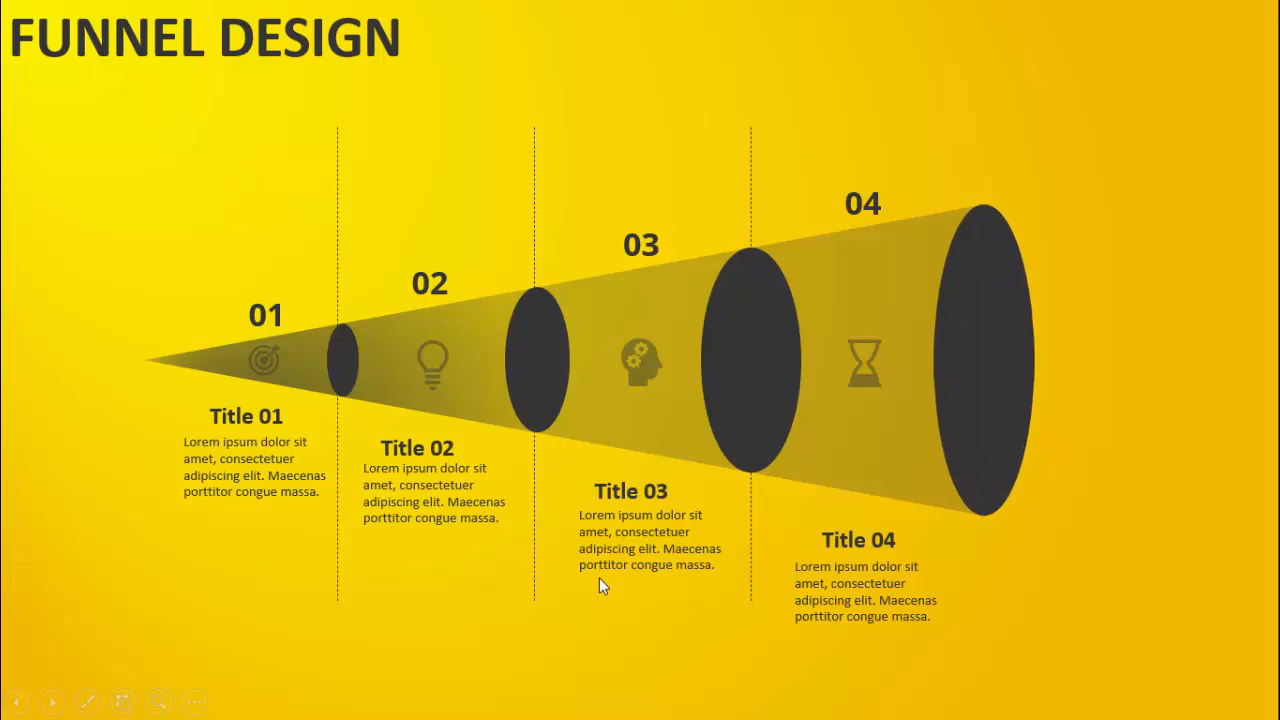 FUNNEL DESIGN
01
02
03
04
Title 01
Lorem ipsum dolor sit
amet, consectetuer
adipiscing elit. Maecenas
porttitor congue massa.
Title 02
Lorem ipsum dolor sit
amet, consectetuer
adipiscing elit. Maecenas
porttitor congue massa.
Title 03
Lorem ipsum dolor sit
amet, consectetuer
adipiscing elit. Maecenas
porttitor congue massa.
Title 04
Lorem ipsum dolor sit
amet, consectetuer
adipiscing elit. Maecenas
porttitor congue massa.